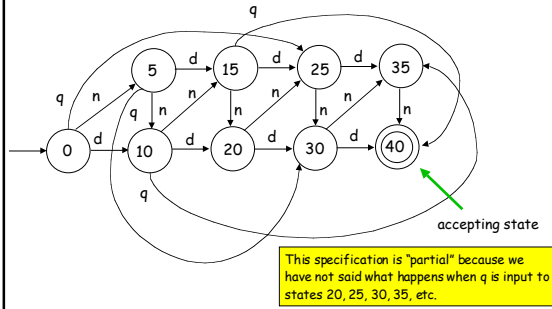 q
5 d 15 d 25 d 35
q n q n n n n n n
0 d 10 d 20 d 30 d 40
q
accepting state
This specification is "partial" because we
have not said what happens when q is input to
states 20, 25, 30, 35, etc.